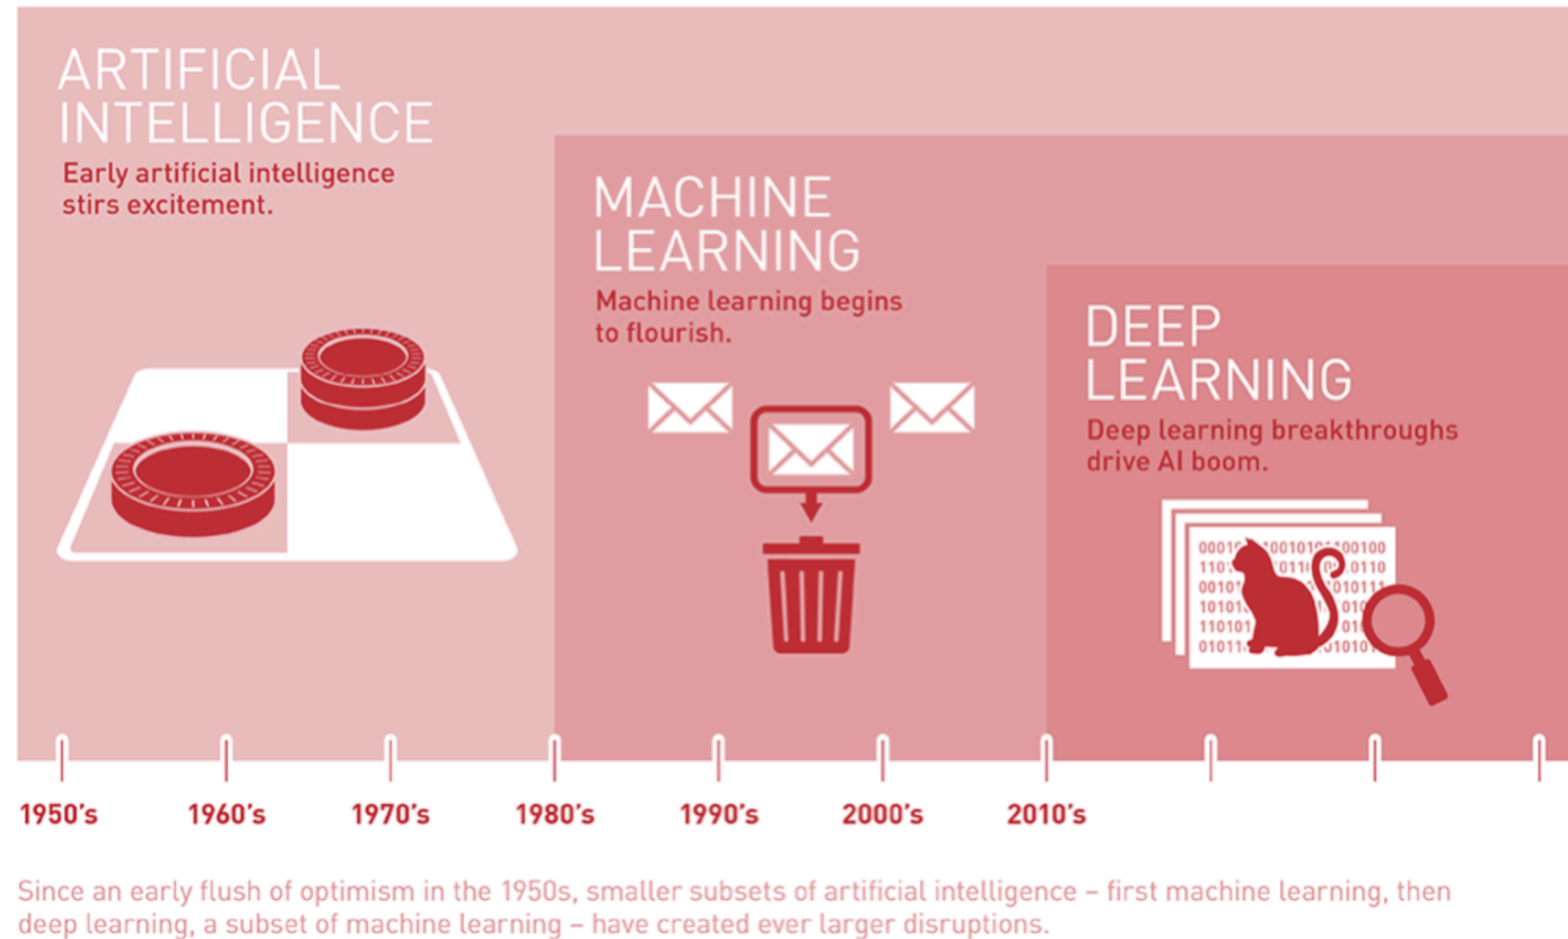 ARTIFICIAL
INTELLIGENCE
Early artificial intelligence
stirs excitement.
MACHINE
LEARNING
Machine learning begins
to flourish.
DEEP
LEARNING
Deep learning breakthroughs
drive AI boom.
1950's 1960's 1970's 1980's 1990's 2000's 2010's
Since an early flush of optimism in the 1950s, smaller subsets of artificial intelligence – first machine learning, then
deep learning, a subset of machine learning – have created ever larger disruptions.